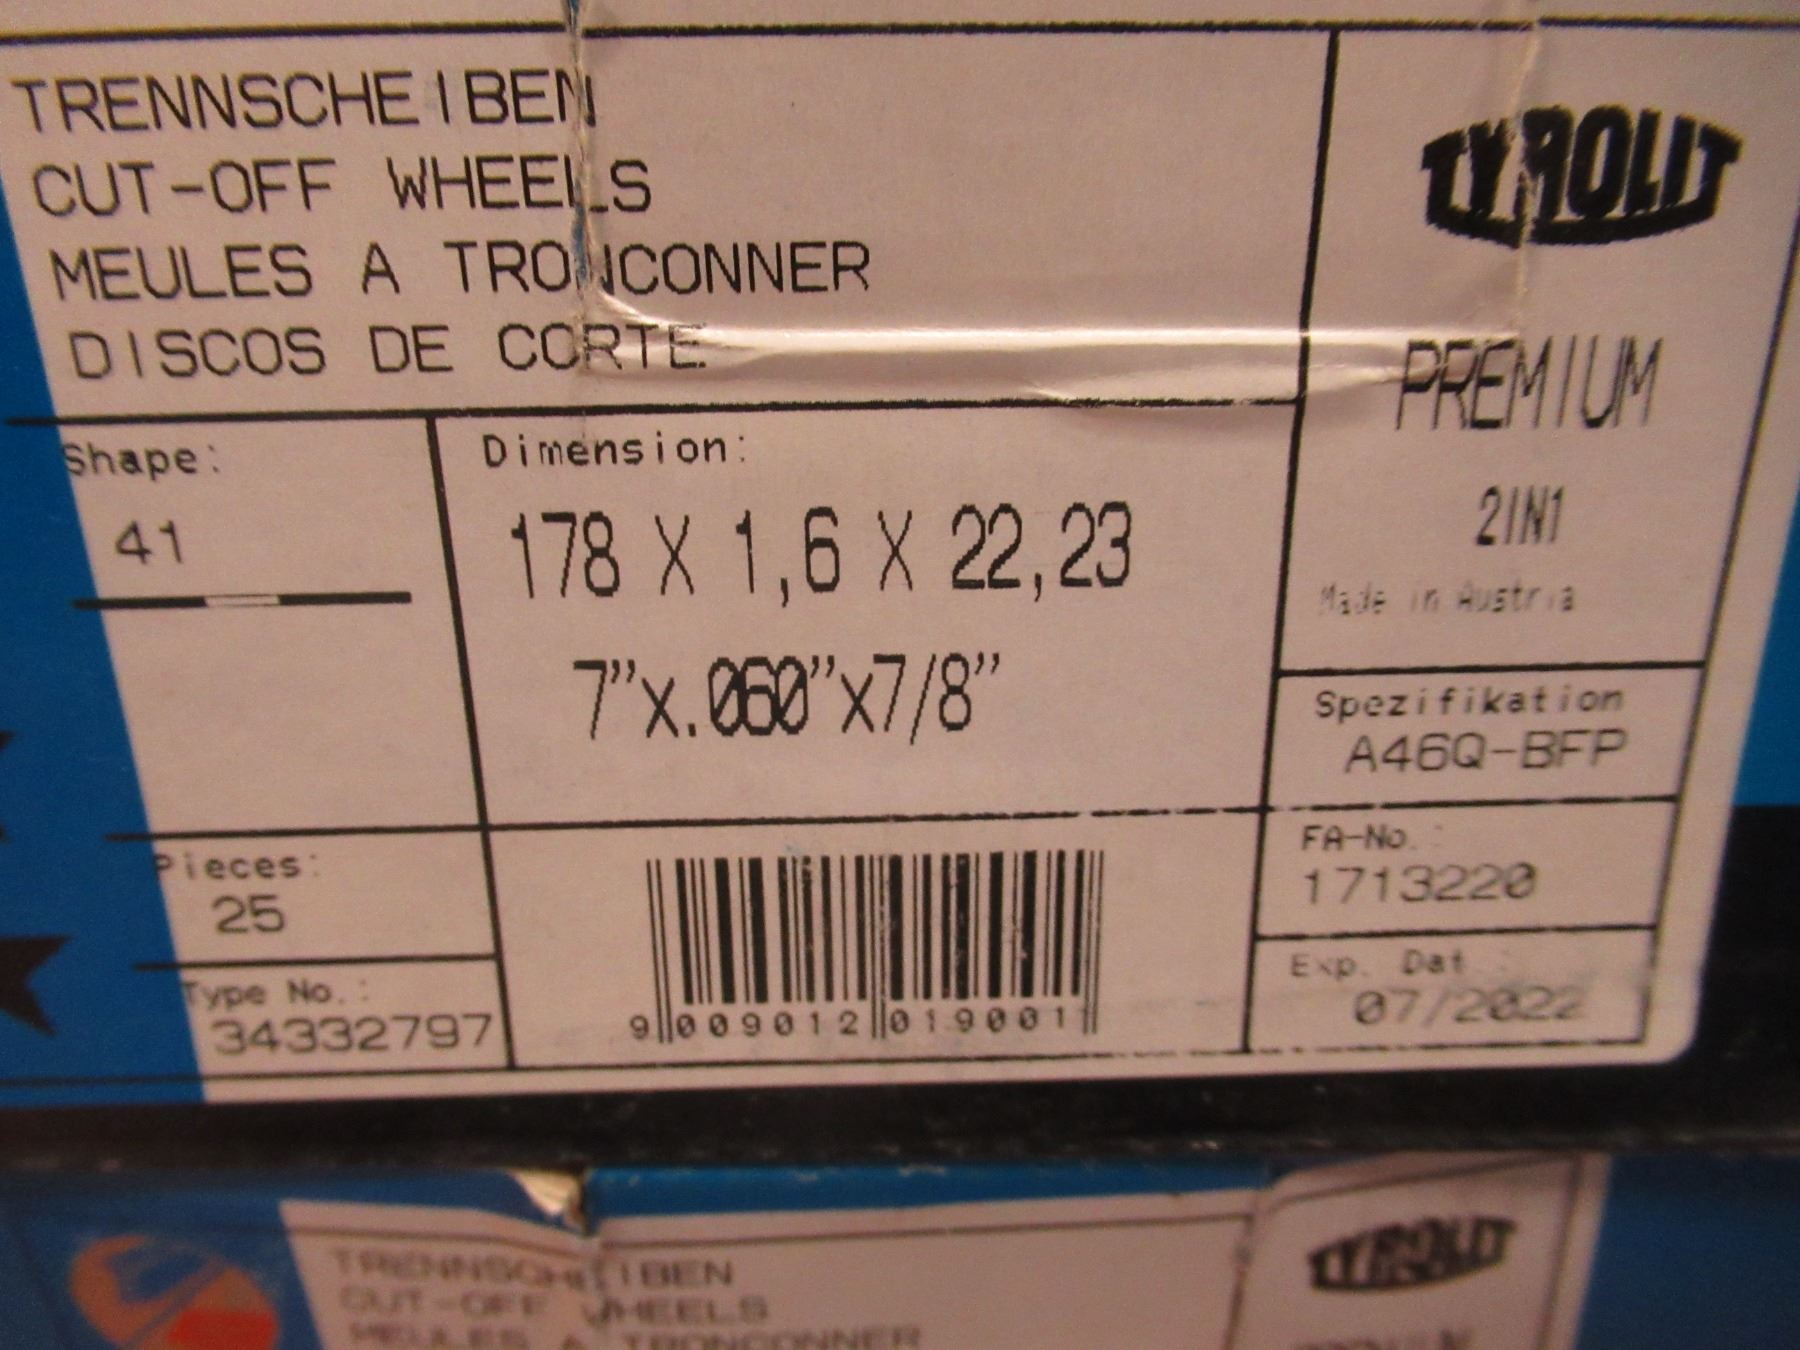 TRENNSCHEIBEN
CUT-OFF WHEELS
MEULES A TRONCONNER
DISCOS DE CORTE
TYROLIT
PREMIUM
2IN1
Made in Austria
Shape:
41
Dimension:
178 X 1,6 X 22,23
7”x.060”x7/8”
Spezifikation
A46Q-BFP
FA-No.:
1713220
Exp. Dat.:
07/2022
Pieces:
25
Type No.:
34332797
9 009012 019001
TRENNSCHEIBEN
CUT-OFF WHEELS
MEULES A TRONCONNER
TYROLIT